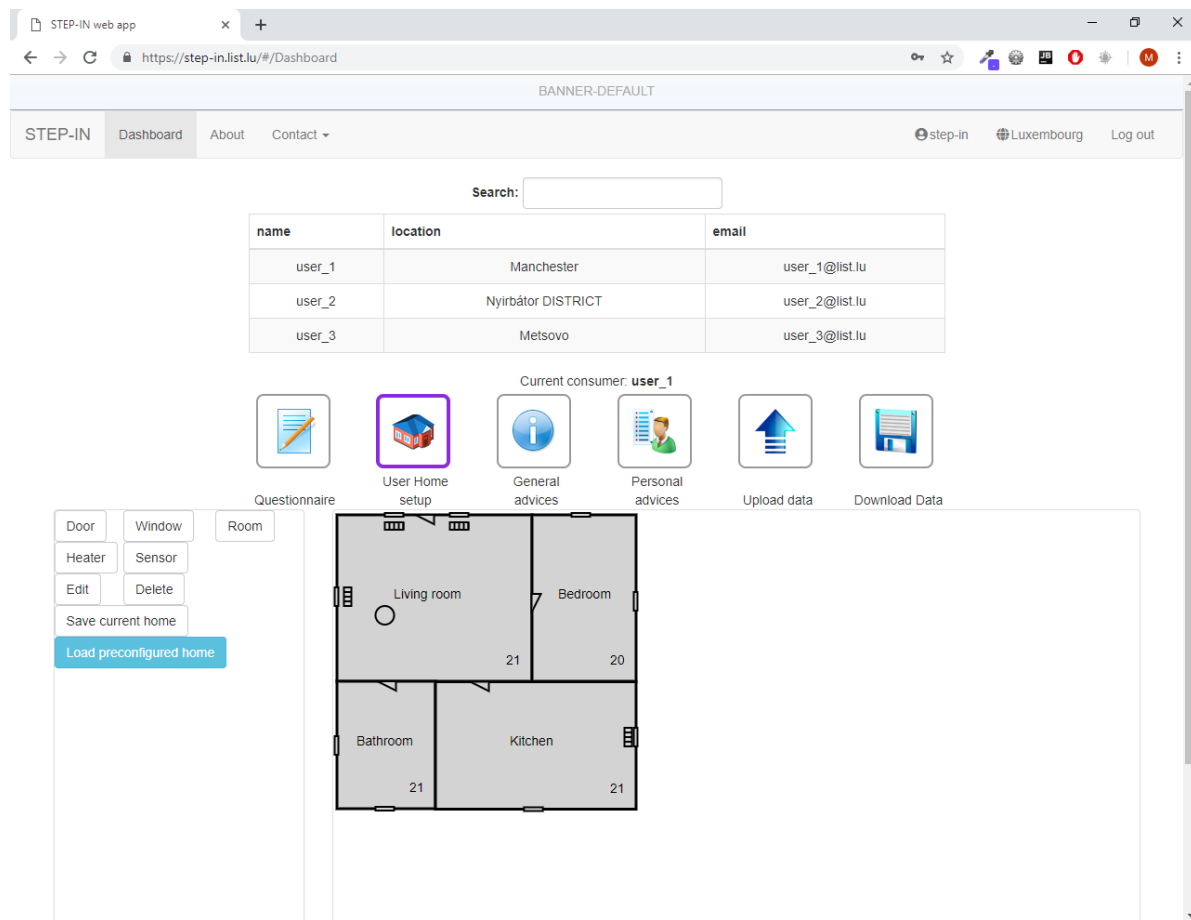 STEP-IN web app
https://step-in.list.lu/#/Dashboard
JB
M
BANNER-DEFAULT
STEP-IN Dashboard About Contact step-in Luxembourg Log out
Search:
name location email
user_1 Manchester user_1@list.lu
user_2 Nyirbátor DISTRICT user_2@list.lu
user_3 Metsovo user_3@list.lu
Current consumer: user_1
Questionnaire
User Home
setup
General
advices
Personal
advices
Upload data
Download Data
Door Window Room
Heater Sensor
Edit Delete
Save current home
Load preconfigured home
Living room
21
Bedroom
20
Bathroom
21
Kitchen
21